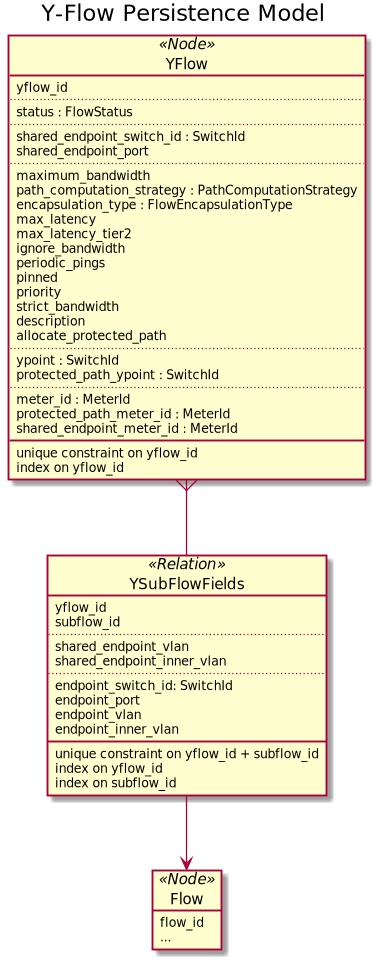 Y-Flow Persistence Model
«Node»
YFlow
yflow_id
status : FlowStatus
shared_endpoint_switch_id : SwitchId
shared_endpoint_port
maximum_bandwidth
path_computation_strategy : PathComputationStrategy
encapsulation_type : FlowEncapsulationType
max_latency
max_latency_tier2
ignore_bandwidth
periodic_pings
pinned
priority
strict_bandwidth
description
allocate_protected_path
ypoint : SwitchId
protected_path_ypoint : SwitchId
meter_id : MeterId
protected_path_meter_id : MeterId
shared_endpoint_meter_id : MeterId
unique constraint on yflow_id
index on yflow_id
«Relation»
YSubFlowFields
yflow_id
subflow_id
shared_endpoint_vlan
shared_endpoint_inner_vlan
endpoint_switch_id: SwitchId
endpoint_port
endpoint_vlan
endpoint_inner_vlan
unique constraint on yflow_id + subflow_id
index on yflow_id
index on subflow_id
«Node»
Flow
flow_id
...